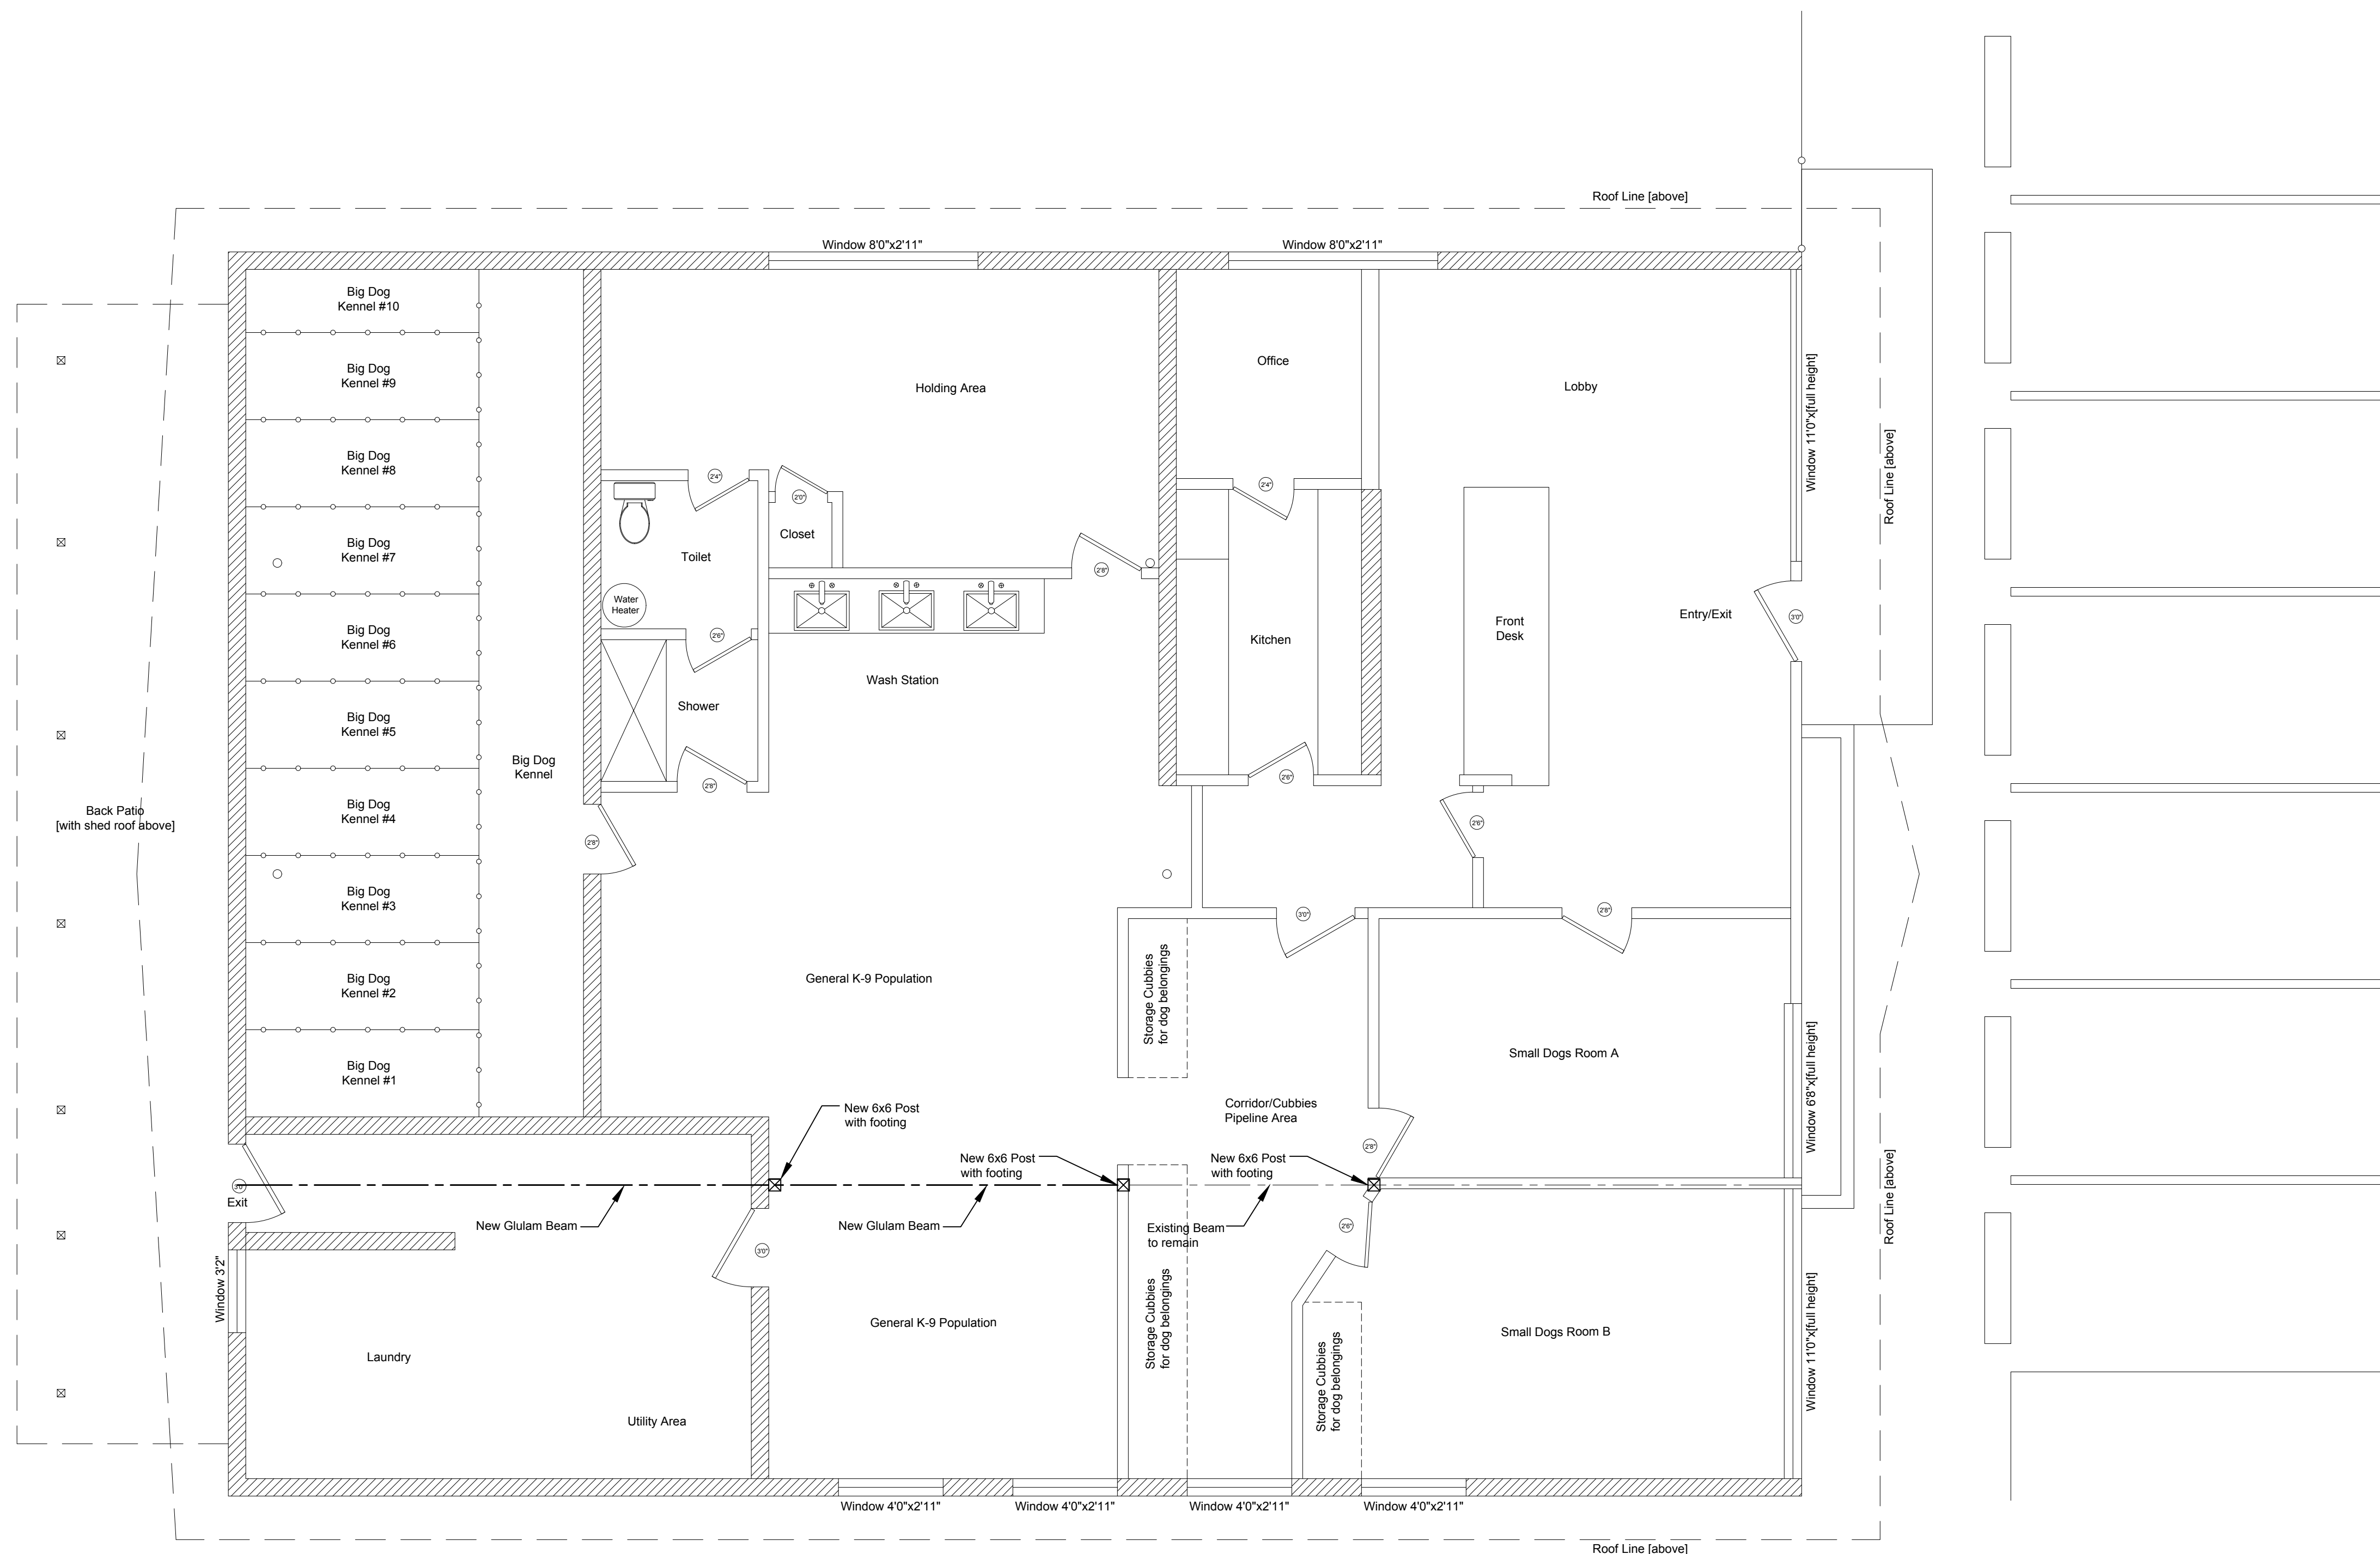 Roof Line [above]
Window 8'0"x2'11"
Window 8'0"x2'11"
Big Dog
Kennel #10
Big Dog
Kennel #9
Big Dog
Kennel #8
Big Dog
Kennel #7
Big Dog
Kennel #6
Big Dog
Kennel #5
Big Dog
Kennel #4
Big Dog
Kennel #3
Big Dog
Kennel #2
Big Dog
Kennel #1
Big Dog
Kennel
Back Patio
[with shed roof above]
Holding Area
Office
Lobby
Window 11'0"x[full height]
Roof Line [above]
2'4"
2'0"
2'4"
Closet
Toilet
2'8"
Water
Heater
2'6"
Kitchen
Front
Desk
Entry/Exit
3'0"
Wash Station
Shower
2'8"
2'6"
2'8"
2'6"
3'0"
2'8"
General K-9 Population
Storage Cubbies
for dog belongings
Small Dogs Room A
Window 6'8"x[full height]
Corridor/Cubbies
Pipeline Area
2'8"
New 6x6 Post
with footing
New 6x6 Post
with footing
New 6x6 Post
with footing
3'0"
Exit
New Glulam Beam
New Glulam Beam
Existing Beam
to remain
2'6"
3'0"
Roof Line [above]
Window 3'2"
General K-9 Population
Storage Cubbies
for dog belongings
Storage Cubbies
for dog belongings
Small Dogs Room B
Window 11'0"x[full height]
Laundry
Utility Area
Window 4'0"x2'11"
Window 4'0"x2'11"
Window 4'0"x2'11"
Window 4'0"x2'11"
Roof Line [above]